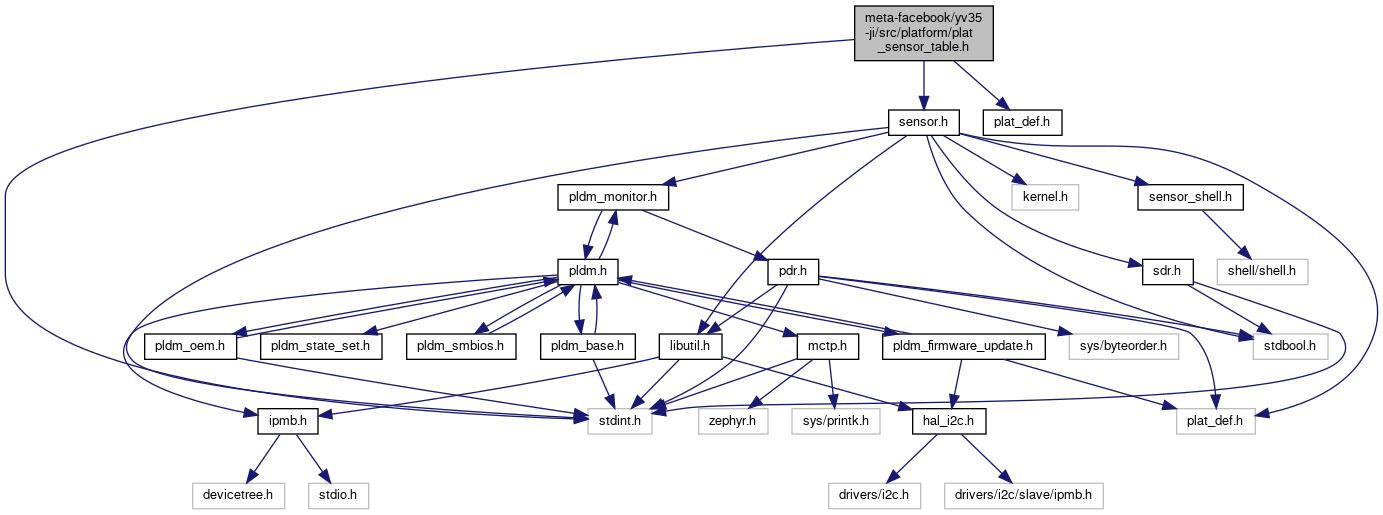 meta-facebook/yv35
-ji/src/platform/plat
_sensor_table.h
sensor.h
plat_def.h
pldm_monitor.h
kernel.h
sensor_shell.h
pldm.h
pdr.h
sdr.h
shell/shell.h
pldm_oem.h
pldm_state_set.h
pldm_smbios.h
pldm_base.h
libutil.h
mctp.h
pldm_firmware_update.h
sys/byteorder.h
stdbool.h
ipmb.h
stdint.h
zephyr.h
sys/printk.h
hal_i2c.h
plat_def.h
devicetree.h
stdio.h
drivers/i2c.h
drivers/i2c/slave/ipmb.h